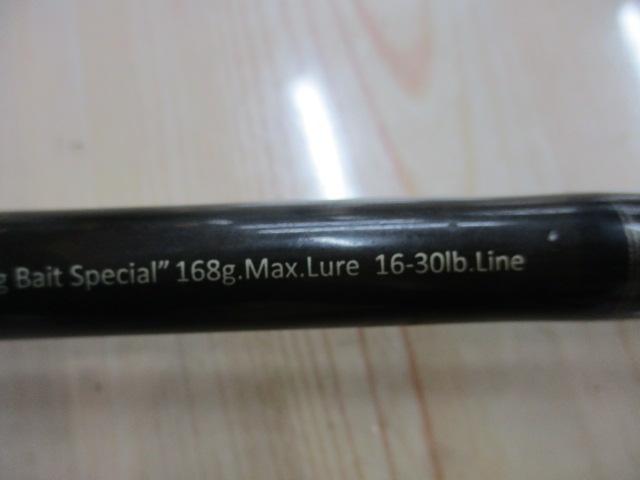 g Bait Special” 168g.Max.Lure 16-30lb.Line